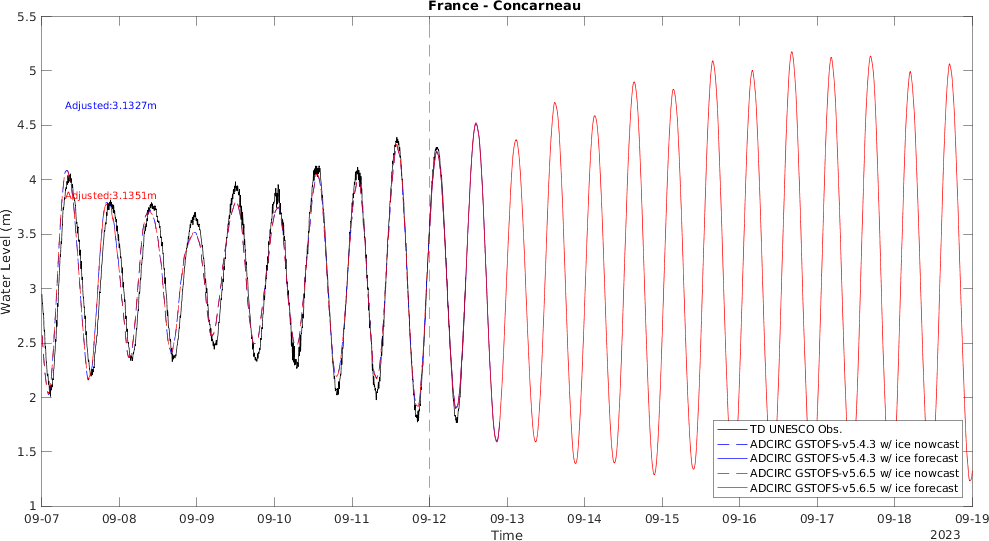 France - Concarneau
5.5
5
4.5
4
3.5
3
2.5
2
1.5
1
Water Level (m)
Adjusted:3.1327m
Adjusted:3.1351m
TD UNESCO Obs.
ADCIRC GSTOFS-v5.4.3 w/ ice nowcast
ADCIRC GSTOFS-v5.4.3 w/ ice forecast
ADCIRC GSTOFS-v5.6.5 w/ ice nowcast
ADCIRC GSTOFS-v5.6.5 w/ ice forecast
09-07 09-08 09-09 09-10 09-11 09-12 09-13 09-14 09-15 09-16 09-17 09-18 09-19
Time
2023